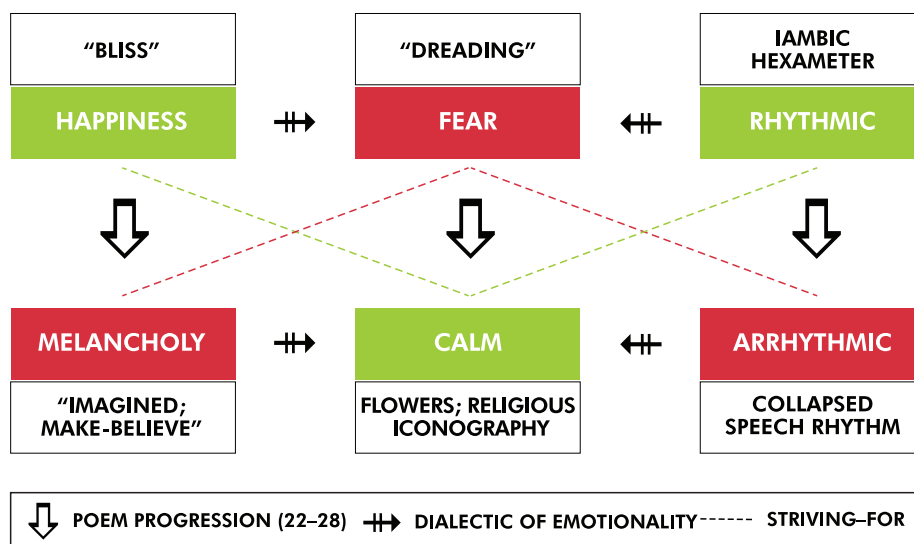 “BLISS”
“DREADING”
IAMBIC
HEXAMETER
HAPPINESS
FEAR
RHYTHMIC
MELANCHOLY
CALM
ARRHYTHMIC
“IMAGINED;
MAKE-BELIEVE”
FLOWERS; RELIGIOUS
ICONOGRAPHY
COLLAPSED
SPEECH RHYTHM
POEM PROGRESSION (22–28)
DIALECTIC OF EMOTIONALITY
STRIVING–FOR